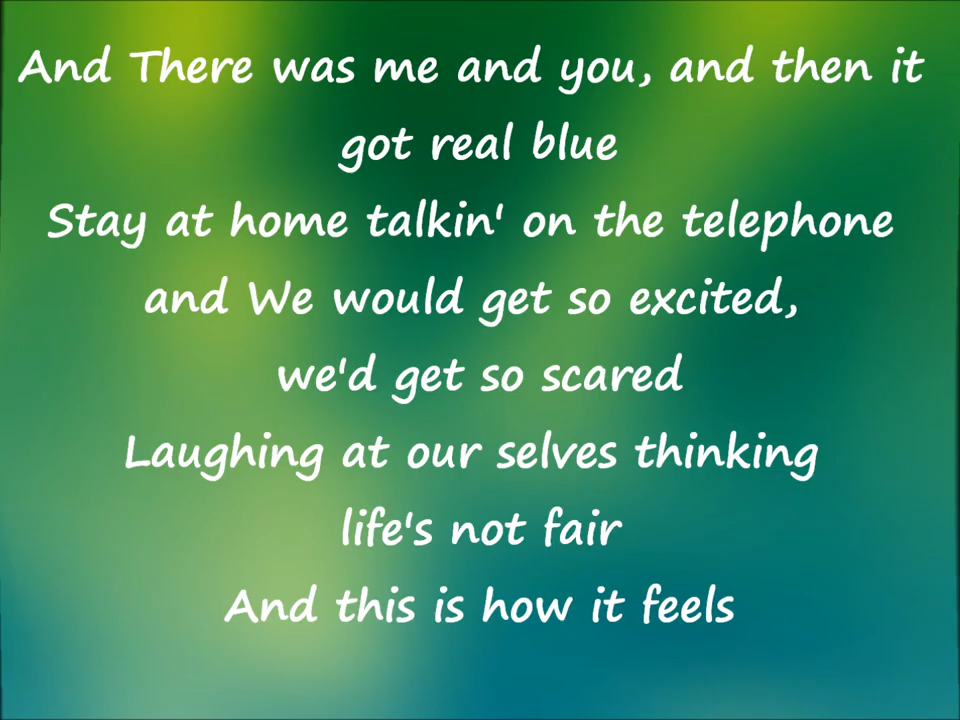 And There was me and you, and then it
got real blue
Stay at home talkin' on the telephone
and We would get so excited,
we'd get so scared
Laughing at our selves thinking
life's not fair
And this is how it feels